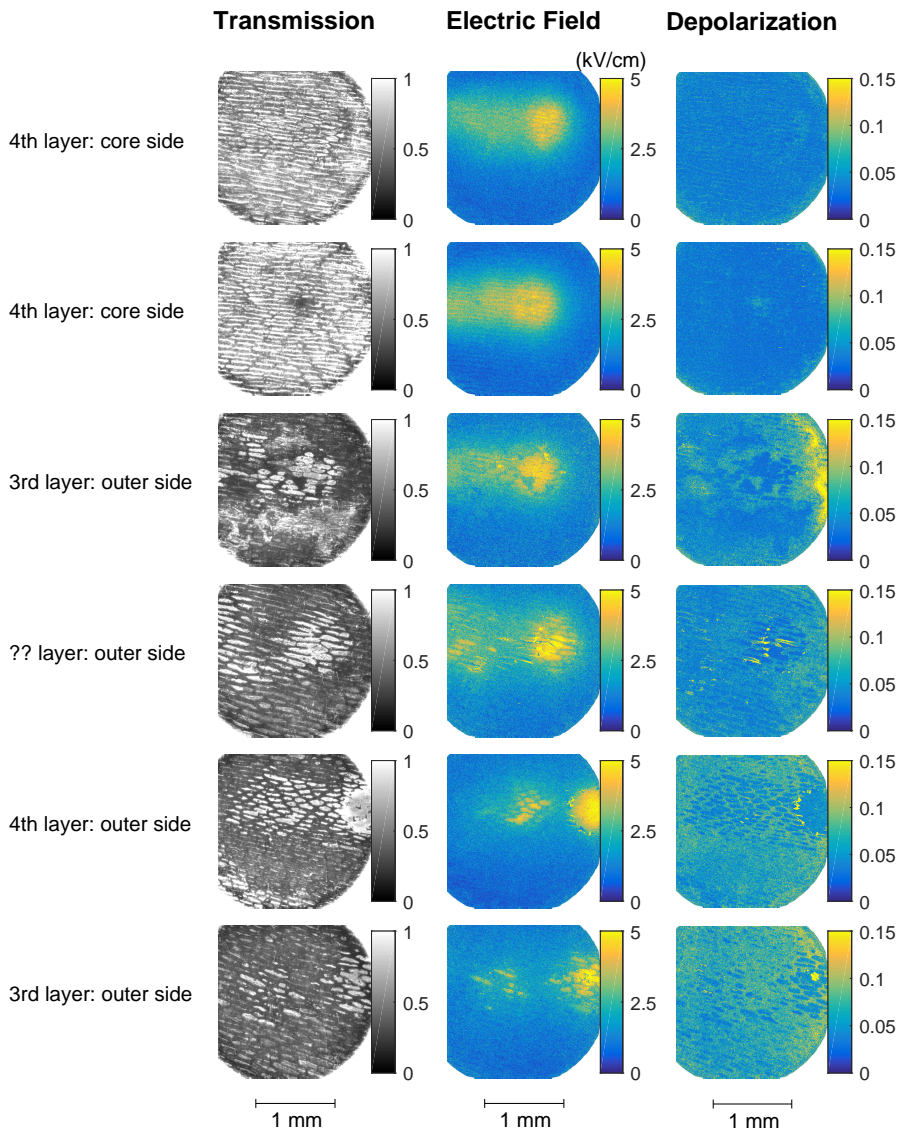 Transmission Electric Field Depolarization
(kV/cm)
1 5 0.15
0.1
4th layer: core side 0.5 2.5
0.05
0 0 0
1 5 0.15
0.1
4th layer: core side 0.5 2.5
0.05
0 0 0
1 5 0.15
0.1
3rd layer: outer side 0.5 2.5
0.05
0 0 0
1 5 0.15
0.1
?? layer: outer side 0.5 2.5
0.05
0 0 0
1 5 0.15
0.1
4th layer: outer side 0.5 2.5
0.05
0 0 0
1 5 0.15
0.1
3rd layer: outer side 0.5 2.5
0.05
0 0 0
1 mm 1 mm 1 mm